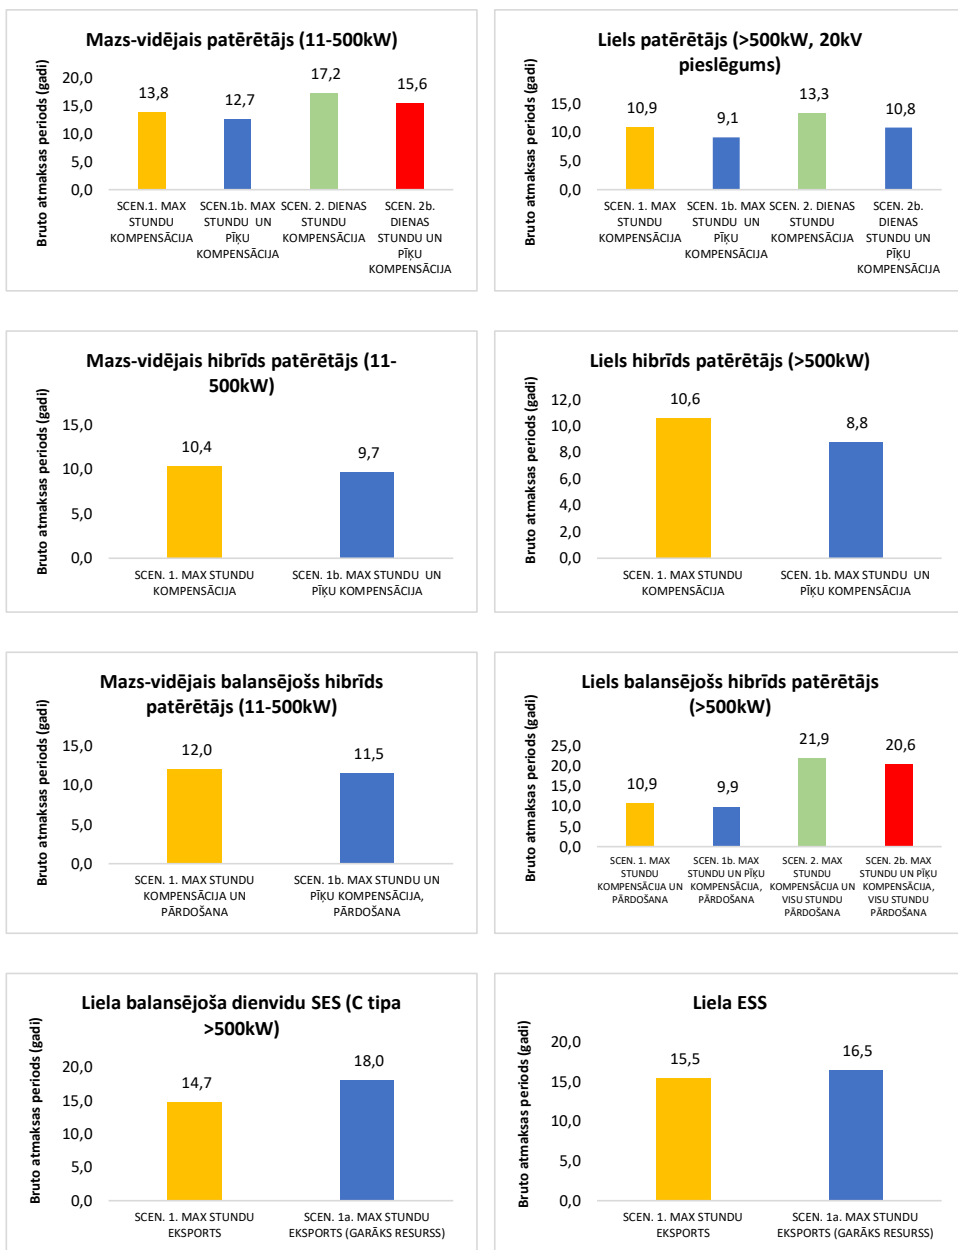 Mazs-vidējais patērētājs (11-500kW)
Bruto atmaksas periods (gadi)
20,0
15,0
10,0
5,0
0,0
13,8
12,7
17,2
15,6
SCEN.1. MAX
STUNDU
KOMPENSĀCIJA
SCEN.1b. MAX
STUNDU UN
PĪĶU
KOMPENSĀCIJA
SCEN. 2. DIENAS
STUNDU
KOMPENSĀCIJA
SCEN. 2b.
DIENAS
STUNDU UN
PĪĶU
KOMPENSĀCIJA
Liels patērētājs (>500kW, 20kV
pieslēgums)
Bruto atmaksas periods (gadi)
15,0
10,0
5,0
0,0
10,9
9,1
13,3
10,8
SCEN. 1. MAX
STUNDU
KOMPENSĀCIJA
SCEN. 1b. MAX
STUNDU UN
PĪĶU
KOMPENSĀCIJA
SCEN. 2. DIENAS
STUNDU
KOMPENSĀCIJA
SCEN. 2b.
DIENAS
STUNDU UN
PĪĶU
KOMPENSĀCIJA
Mazs-vidējais hibrīds patērētājs (11-
500kW)
Bruto atmaksas periods (gadi)
15,0
10,0
5,0
0,0
10,4
9,7
SCEN. 1. MAX STUNDU
KOMPENSĀCIJA
SCEN. 1b. MAX STUNDU UN
PĪĶU KOMPENSĀCIJA
Liels hibrīds patērētājs (>500kW)
Bruto atmaksas periods (gadi)
12,0
10,0
8,0
6,0
4,0
2,0
0,0
10,6
8,8
SCEN. 1. MAX STUNDU
KOMPENSĀCIJA
SCEN. 1b. MAX STUNDU UN
PĪĶU KOMPENSĀCIJA
Mazs-vidējais balansējošs hibrīds
patērētājs (11-500kW)
Bruto atmaksas periods (gadi)
15,0
10,0
5,0
0,0
12,0
11,5
SCEN. 1. MAX STUNDU
KOMPENSĀCIJA UN
PĀRDOŠANA
SCEN. 1b. MAX STUNDU UN
PĪĶU KOMPENSĀCIJA,
PĀRDOŠANA
Liels balansējošs hibrīds patērētājs
(>500kW)
Bruto atmaksas periods (gadi)
25,0
20,0
15,0
10,0
5,0
0,0
10,9
9,9
21,9
20,6
SCEN. 1. MAX
STUNDU
KOMPENSĀCIJA UN
PĀRDOŠANA
SCEN. 1b. MAX
STUNDU UN PĪĶU
KOMPENSĀCIJA,
PĀRDOŠANA
SCEN. 2. MAX
STUNDU
KOMPENSĀCIJA UN
VISU STUNDU
PĀRDOŠANA
SCEN. 2b. MAX
STUNDU UN PĪĶU
KOMPENSĀCIJA,
VISU STUNDU
PĀRDOŠANA
Liela balansējoša dienvidu SES (C tipa
>500kW)
Bruto atmaksas periods (gadi)
20,0
15,0
10,0
5,0
0,0
14,7
18,0
SCEN. 1. MAX STUNDU
EKSPORTS
SCEN. 1a. MAX STUNDU
EKSPORTS (GARĀKS RESURSS)
Liela ESS
Bruto atmaksas periods (gadi)
20,0
15,0
10,0
5,0
0,0
15,5
16,5
SCEN. 1. MAX STUNDU
EKSPORTS
SCEN. 1a. MAX STUNDU
EKSPORTS (GARĀKS RESURSS)